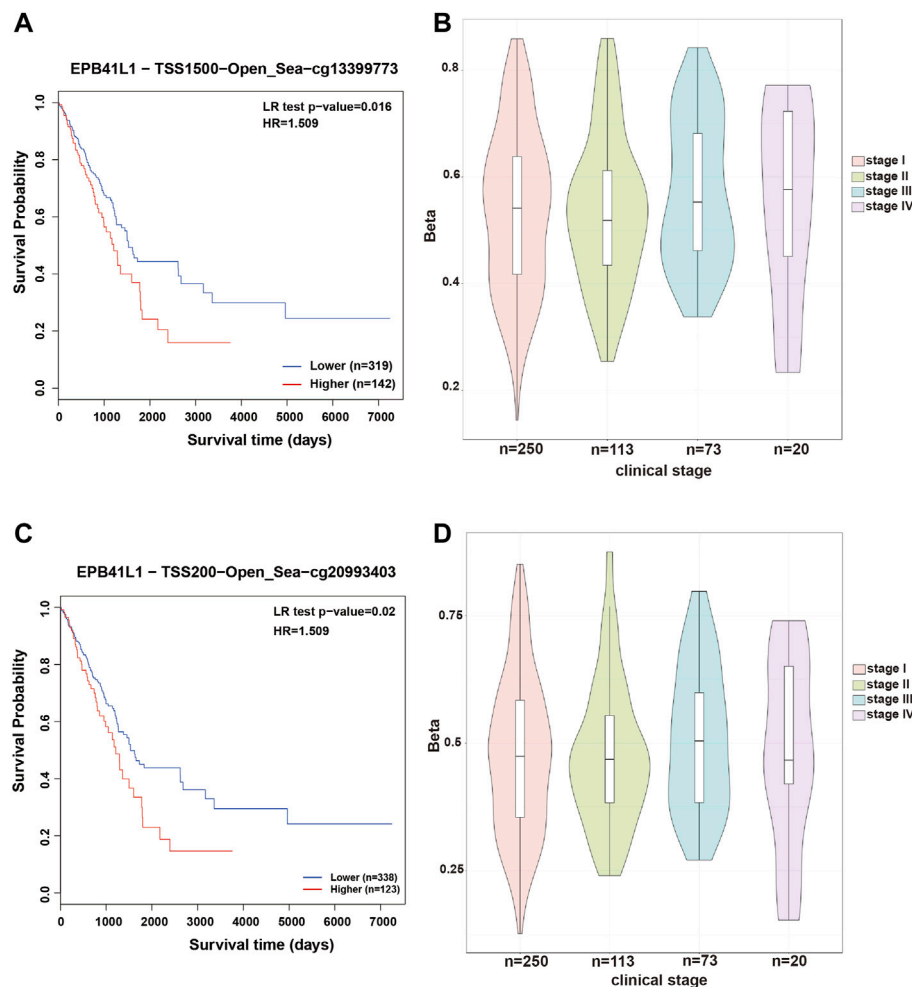 A
EPB41L1 – TSS1500–Open_Sea–cg13399773
LR test p-value=0.016
HR=1.509
Survival Probability
1.0
0.8
0.6
0.4
0.2
0.0
Lower (n=319)
Higher (n=142)
0 1000 2000 3000 4000 5000 6000 7000
Survival time (days)
B
Beta
0.8
0.6
0.4
0.2
stage I
stage II
stage III
stage IV
n=250 n=113 n=73 n=20
clinical stage
C
EPB41L1 – TSS200–Open_Sea–cg20993403
LR test p-value=0.02
HR=1.509
Survival Probability
1.0
0.8
0.6
0.4
0.2
0.0
Lower (n=338)
Higher (n=123)
0 1000 2000 3000 4000 5000 6000 7000
Survival time (days)
D
Beta
0.75
0.5
0.25
stage I
stage II
stage III
stage IV
n=250 n=113 n=73 n=20
clinical stage